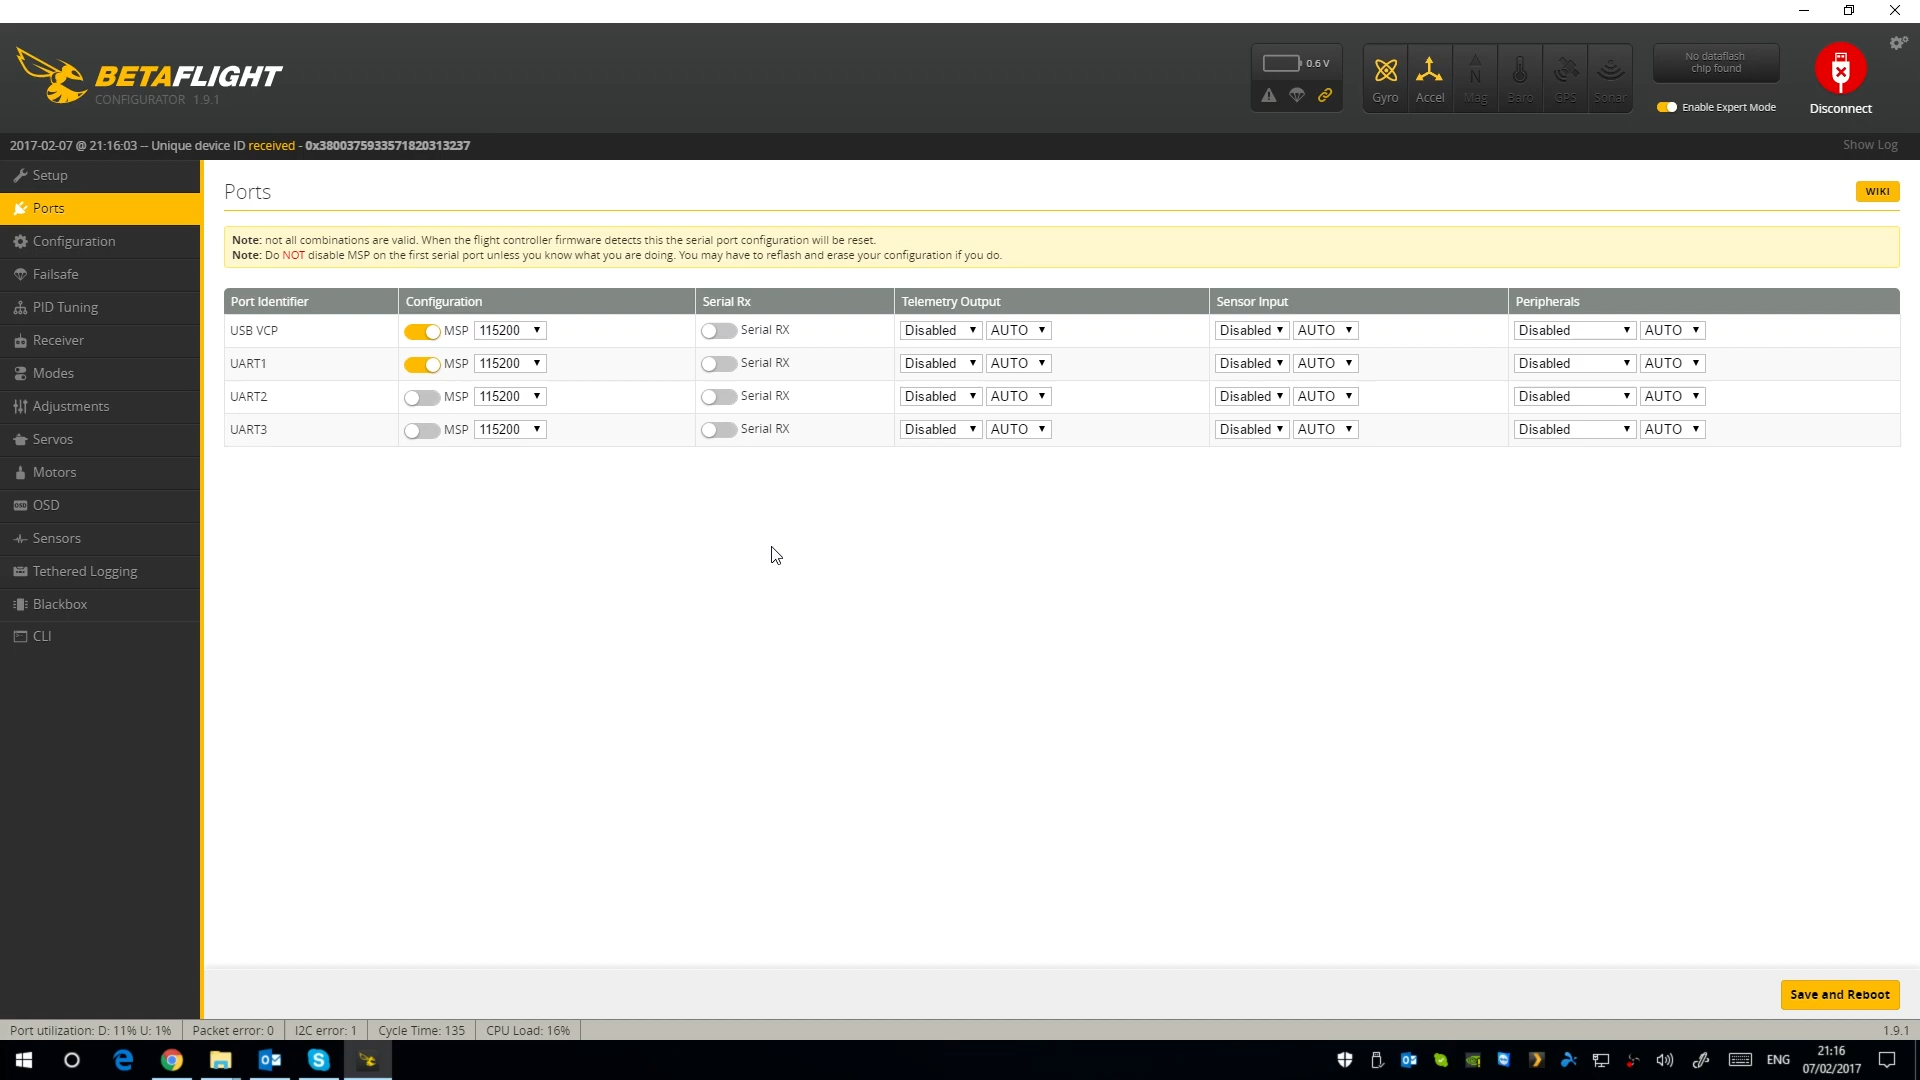 BETAFLIGHT
CONFIGURATOR 1.9.1
0.6 V
Gyro
Accel
Mag
Baro
GPS
Sonar
No dataflash
chip found
Enable Expert Mode
Disconnect
2017-02-07 @ 21:16:03 -- Unique device ID received - 0x3800375933571820313237
Show Log
Setup
Ports
Configuration
Failsafe
PID Tuning
Receiver
Modes
Adjustments
Servos
Motors
OSD
Sensors
Tethered Logging
Blackbox
CLI
Ports
WIKI
Note: not all combinations are valid. When the flight controller firmware detects this the serial port configuration will be reset.
Note: Do NOT disable MSP on the first serial port unless you know what you are doing. You may have to reflash and erase your configuration if you do.
Port Identifier Configuration Serial Rx Telemetry Output Sensor Input Peripherals
USB VCP MSP 115200 Serial RX Disabled AUTO Disabled AUTO Disabled AUTO
UART1 MSP 115200 Serial RX Disabled AUTO Disabled AUTO Disabled AUTO
UART2 MSP 115200 Serial RX Disabled AUTO Disabled AUTO Disabled AUTO
UART3 MSP 115200 Serial RX Disabled AUTO Disabled AUTO Disabled AUTO
Save and Reboot
Port utilization: D: 11% U: 1% Packet error: 0 I2C error: 1 Cycle Time: 135 CPU Load: 16% 1.9.1
ENG
21:16
07/02/2017